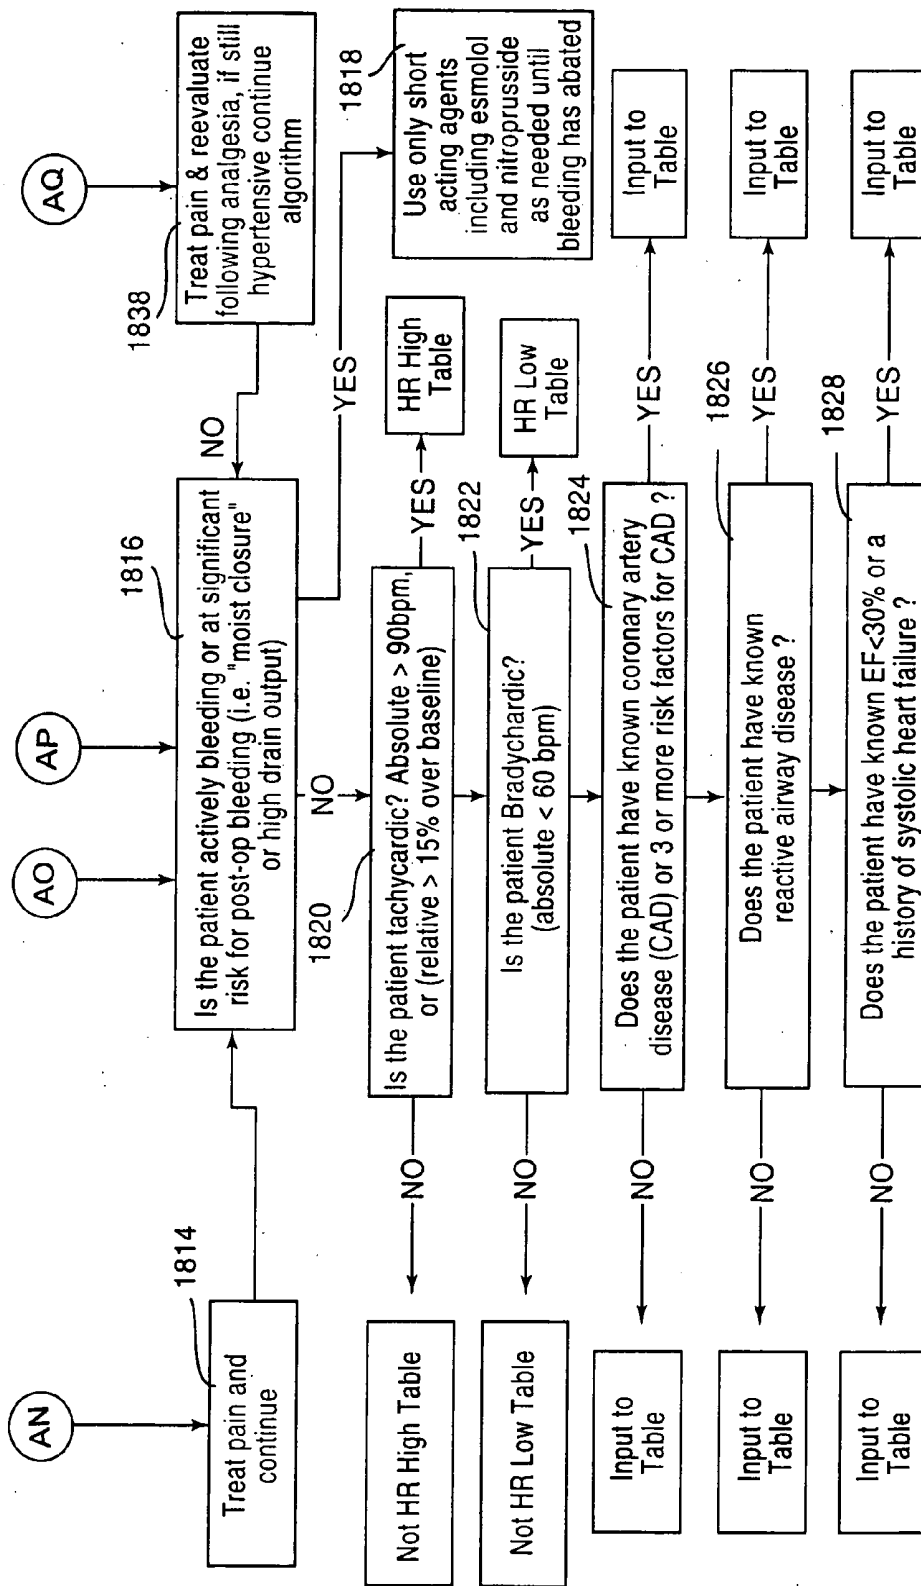 AN
AO
AP
AQ
1814
Treat pain and
continue
1816
Is the patient actively bleeding or at significant
risk for post-op bleeding (i.e. "moist closure"
or high drain output)
NO
1838
Treat pain & reevaluate
following analgesia, if still
hypertensive continue
algorithm
YES
1818
Use only short
acting agents
including esmolol
and nitroprusside
as needed until
bleeding has abated
NO
Not HR High Table
NO
1820
Is the patient tachycardic? Absolute > 90bpm,
or (relative > 15% over baseline)
YES
HR High
Table
Not HR Low Table
NO
1822
Is the patient Bradychardic?
(absolute < 60 bpm)
YES
HR Low
Table
Input to
Table
NO
1824
Does the patient have known coronary artery
disease (CAD) or 3 or more risk factors for CAD ?
YES
Input to
Table
Input to
Table
NO
1826
Does the patient have known
reactive airway disease ?
YES
Input to
Table
Input to
Table
NO
1828
Does the patient have known EF<30% or a
history of systolic heart failure ?
YES
Input to
Table